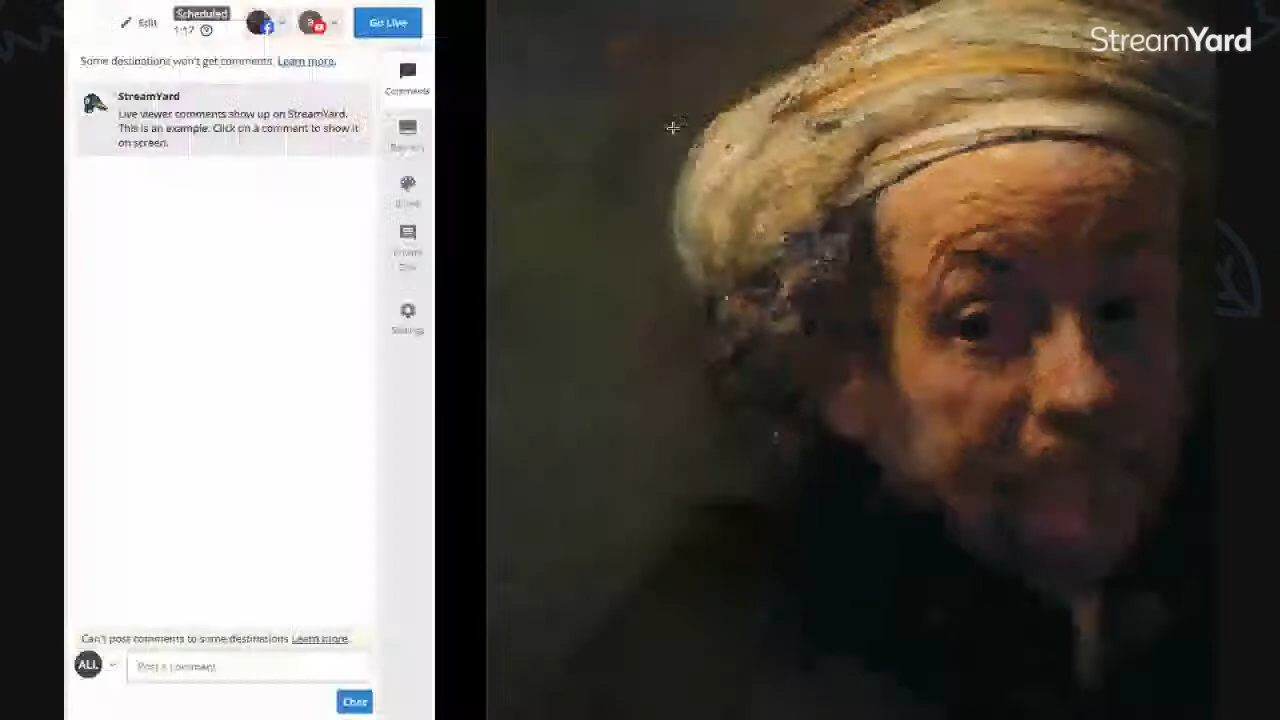 Edit
Scheduled
1:17
Go Live
StreamYard
Some destinations won't get comments. Learn more.
Comments
StreamYard
Live viewer comments show up on StreamYard.
This is an example. Click on a comment to show it
on screen.
Settings
Can't post comments to some destinations Learn more.
ALL
Post a comment